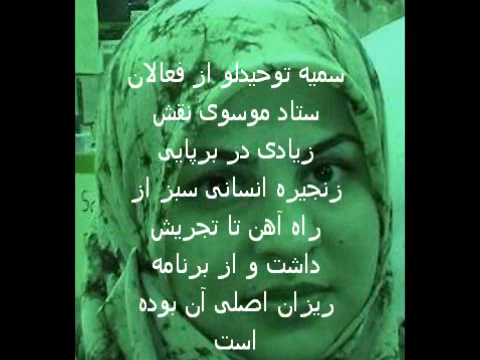 سمیه توحیدلو از فعالان
ستاد موسوی نقش
زیادی در برپایی
زنجیره انسانی سبز از
راه آهن تا تجریش
داشت و از برنامه
ریزان اصلی آن بوده
است